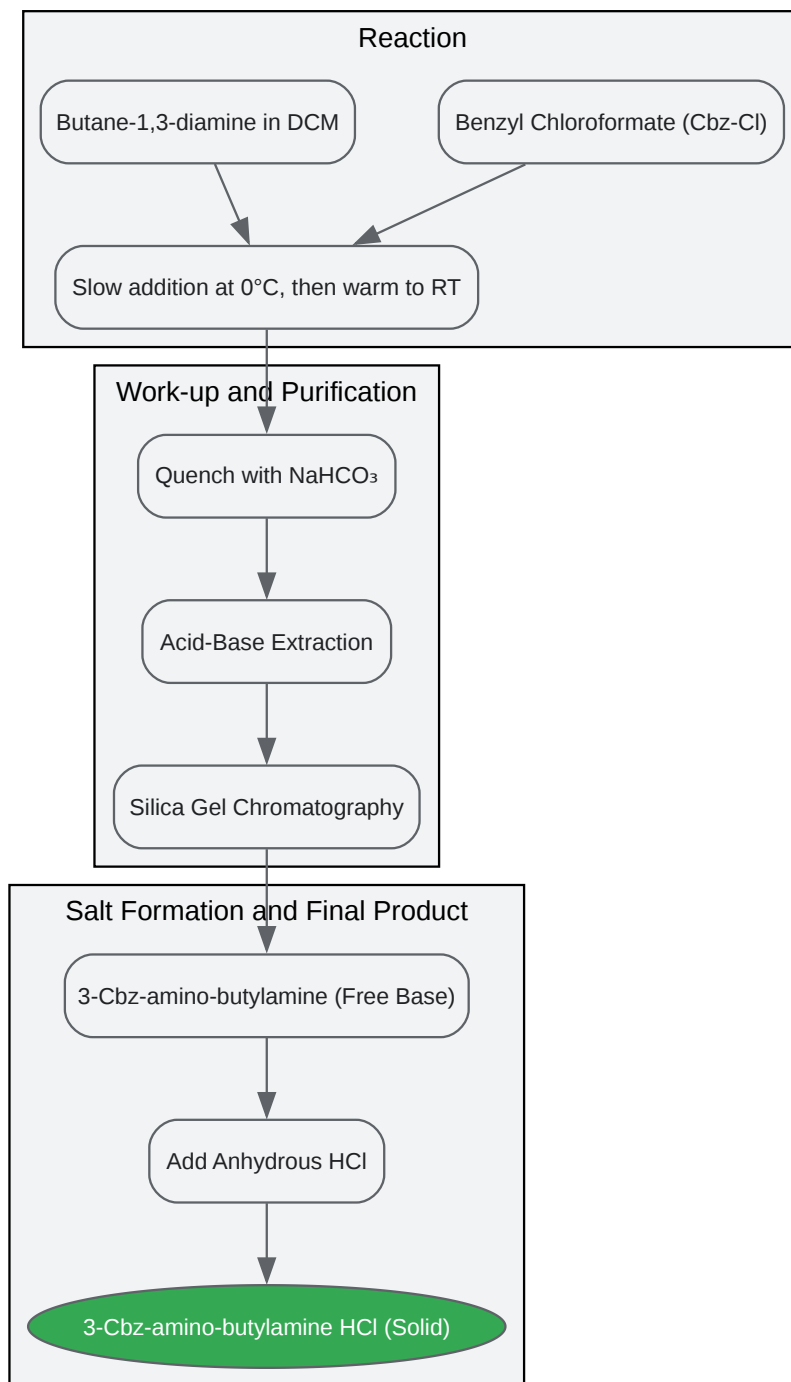 Reaction
Butane-1,3-diamine in DCM
Benzyl Chloroformate (Cbz-Cl)
Slow addition at 0°C, then warm to RT
Work-up and Purification
Quench with NaHCO₃
Acid-Base Extraction
Silica Gel Chromatography
Salt Formation and Final Product
3-Cbz-amino-butylamine (Free Base)
Add Anhydrous HCl
3-Cbz-amino-butylamine HCl (Solid)